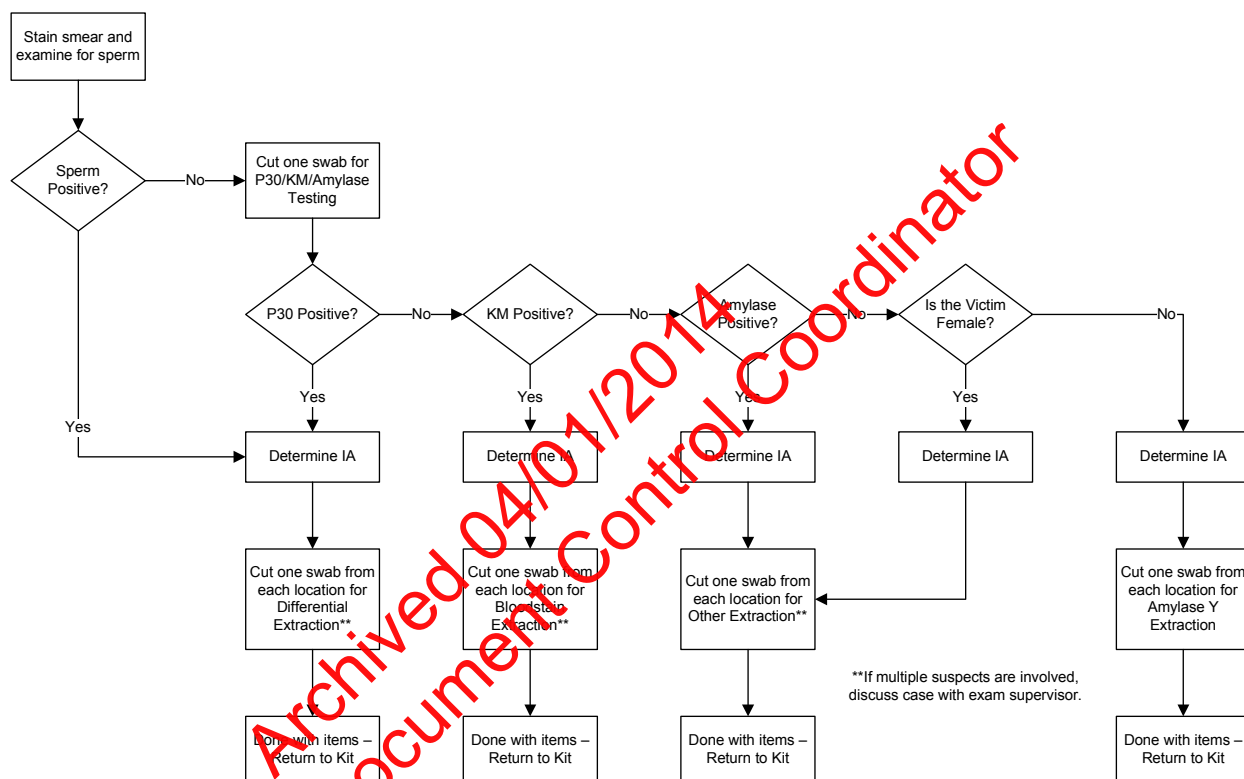 Stain smear and
examine for sperm
Sperm
Positive?
No
Cut one swab for
P30/KM/Amylase
Testing
P30 Positive?
No
KM Positive?
No
Amylase
Positive?
No
Is the Victim
Female?
No
Yes
Yes
Yes
Yes
Yes
Determine IA
Determine IA
Determine IA
Determine IA
Determine IA
Cut one swab from
each location for
Differential
Extraction**
Cut one swab from
each location for
Bloodstain
Extraction**
Cut one swab from
each location for
Other Extraction**
Cut one swab from
each location for
Amylase Y
Extraction
**If multiple suspects are involved,
discuss case with exam supervisor.
Done with items –
Return to Kit
Done with items –
Return to Kit
Done with items –
Return to Kit
Done with items –
Return to Kit
Archived 04/01/2014
Document Control Coordinator